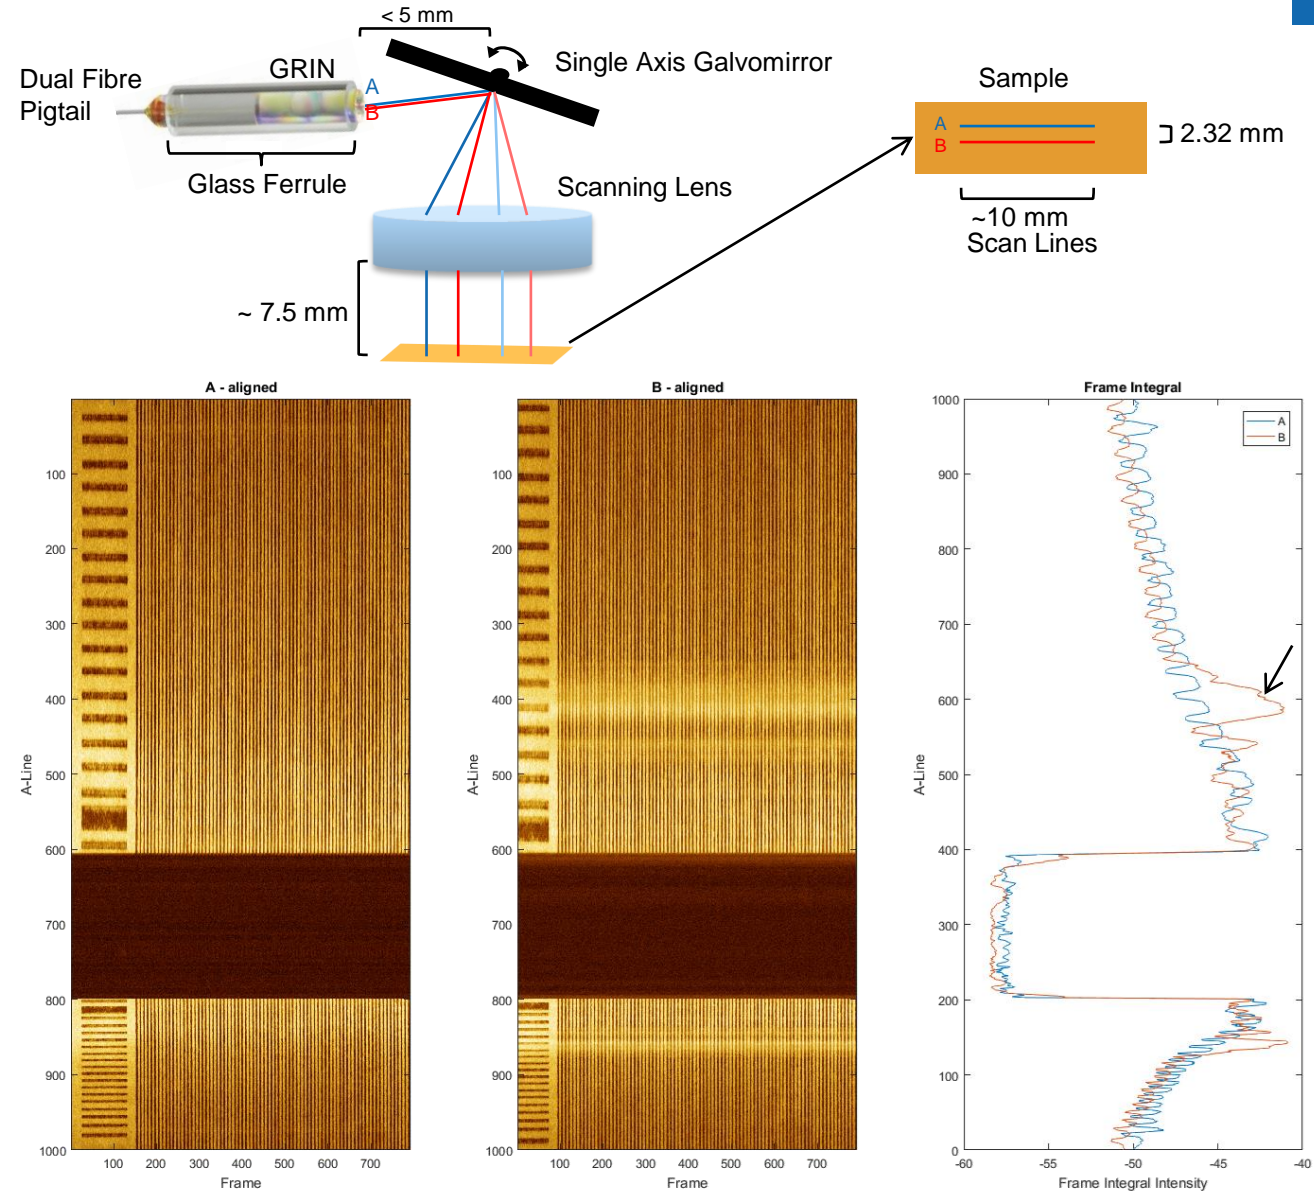 < 5 mm
Dual Fibre
Pigtail
GRIN
A
B
Single Axis Galvomirror
Glass Ferrule
Scanning Lens
~ 7.5 mm
Sample
A
B
2.32 mm
~10 mm
Scan Lines
A - aligned
100
200
300
400
500
600
700
800
900
1000
A-Line
100 200 300 400 500 600 700
Frame
B - aligned
100
200
300
400
500
600
700
800
900
1000
A-Line
100 200 300 400 500 600 700
Frame
Frame Integral
A
B
1000
900
800
700
600
500
400
300
200
100
0
A-Line
-60 -55 -50 -45 -40
Frame Integral Intensity